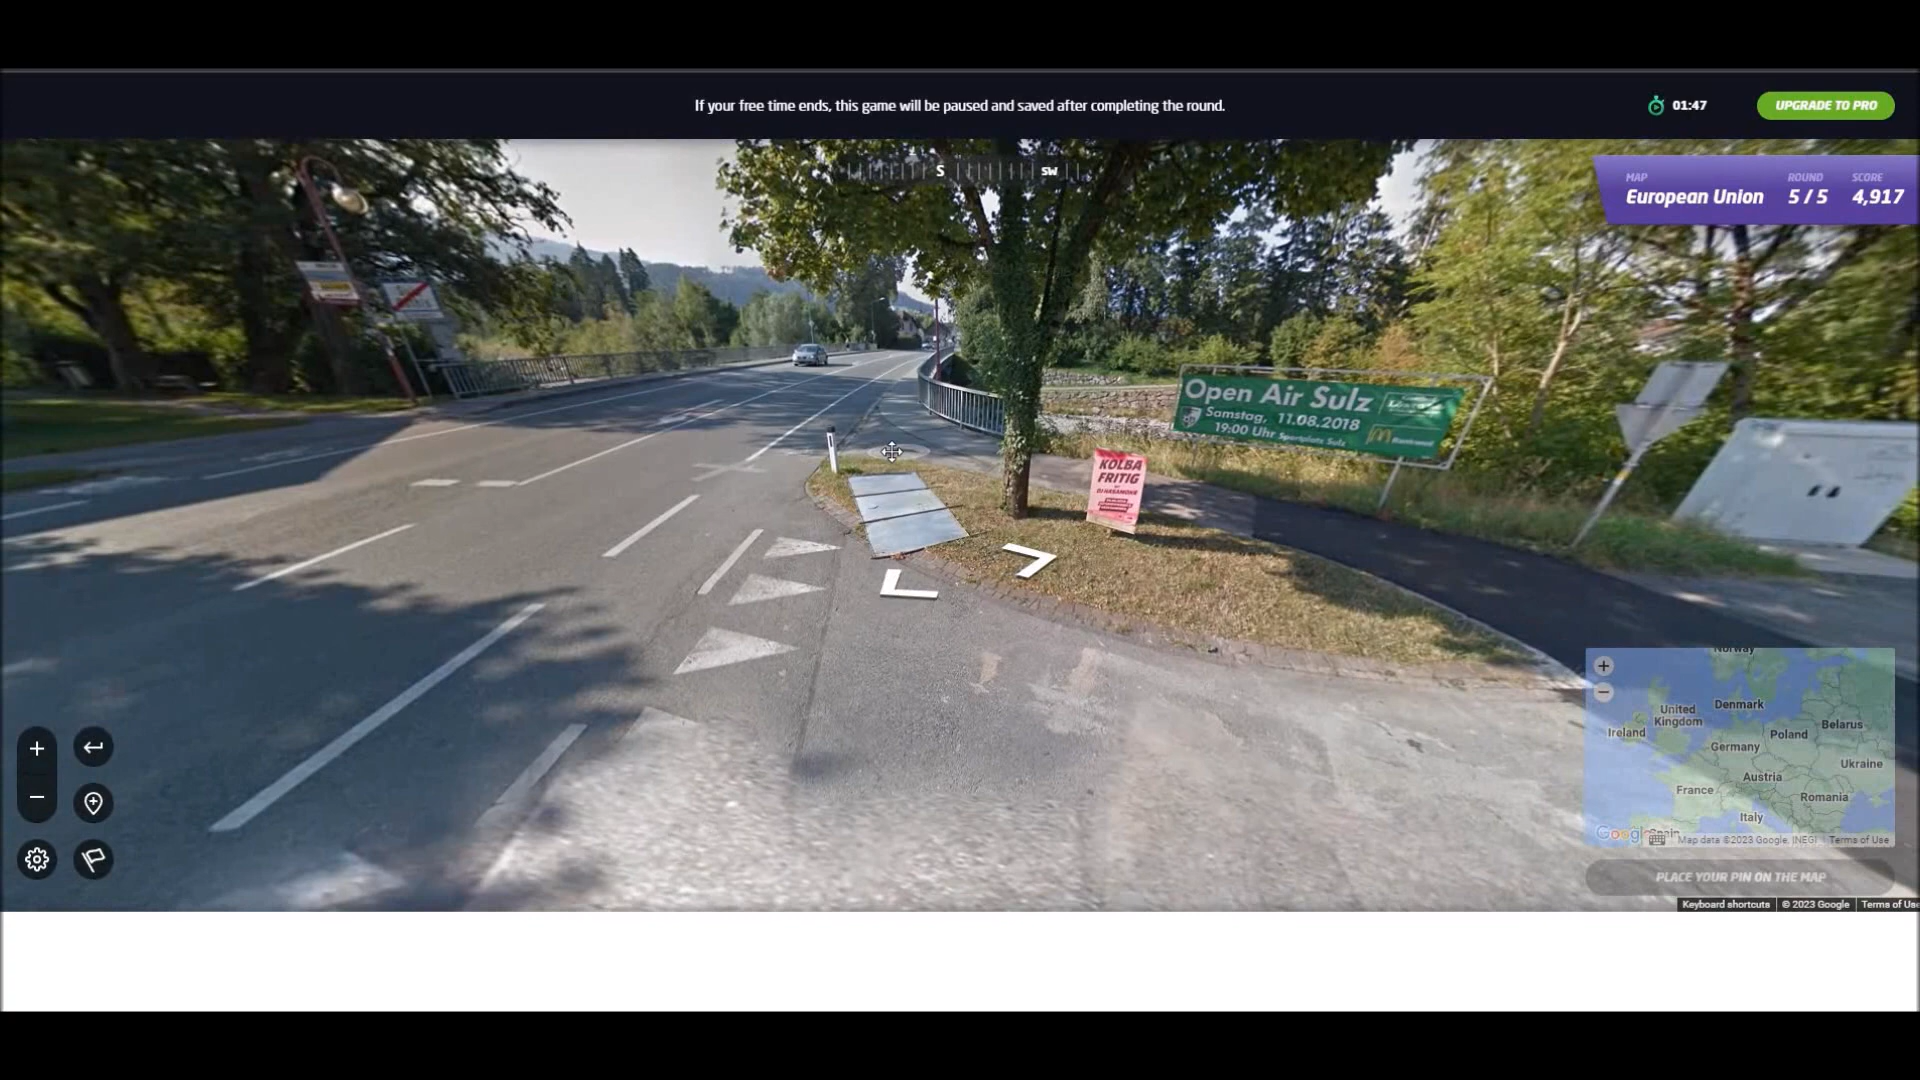 If your free time ends, this game will be paused and saved after completing the round.
01:47
UPGRADE TO PRO
S
SW
MAP
European Union
ROUND
5 / 5
SCORE
4,917
Open Air Sulz
Samstag, 11.08.2018
19:00 Uhr Sportplatz Sulz
KOLBA
FRITIG
Norway
United
Kingdom
Denmark
Ireland
Belarus
Poland
Germany
Ukraine
Austria
France
Romania
Italy
Spain
Google
Map data ©2023 Google, INEGI
Terms of Use
PLACE YOUR PIN ON THE MAP
Keyboard shortcuts
© 2023 Google
Terms of Use